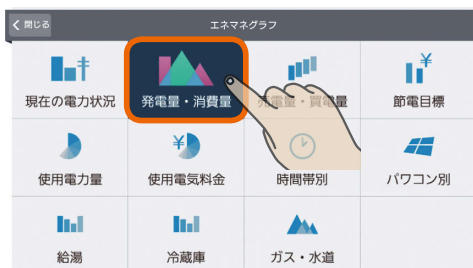 閉じる エネマネグラフ
現在の電力状況 発電量・消費量 売電量・買電量 節電目標
使用電力量 使用電気料金 時間帯別 パワコン別
給湯 冷蔵庫 ガス・水道